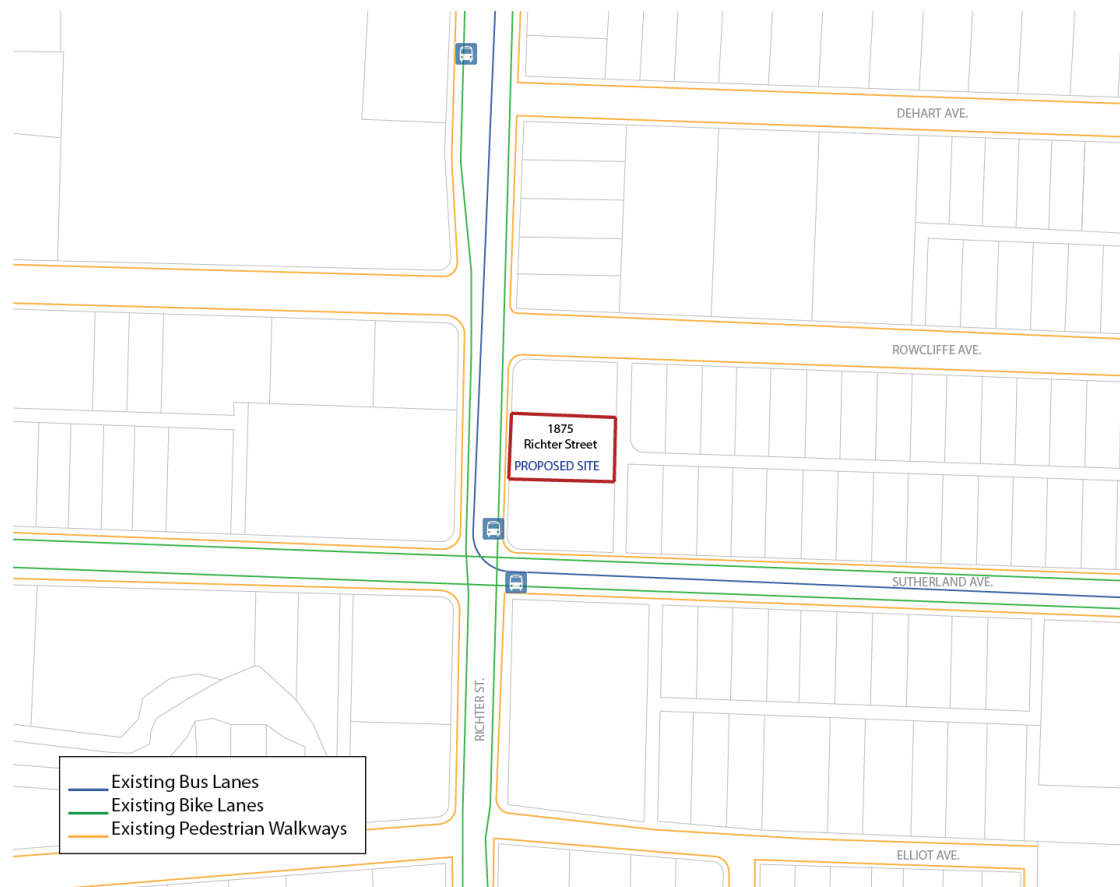 DEHART AVE.
ROWCLIFFE AVE.
1875
Richter Street
PROPOSED SITE
SUTHERLAND AVE.
RICHTER ST.
Existing Bus Lanes
Existing Bike Lanes
Existing Pedestrian Walkways
ELLIOT AVE.